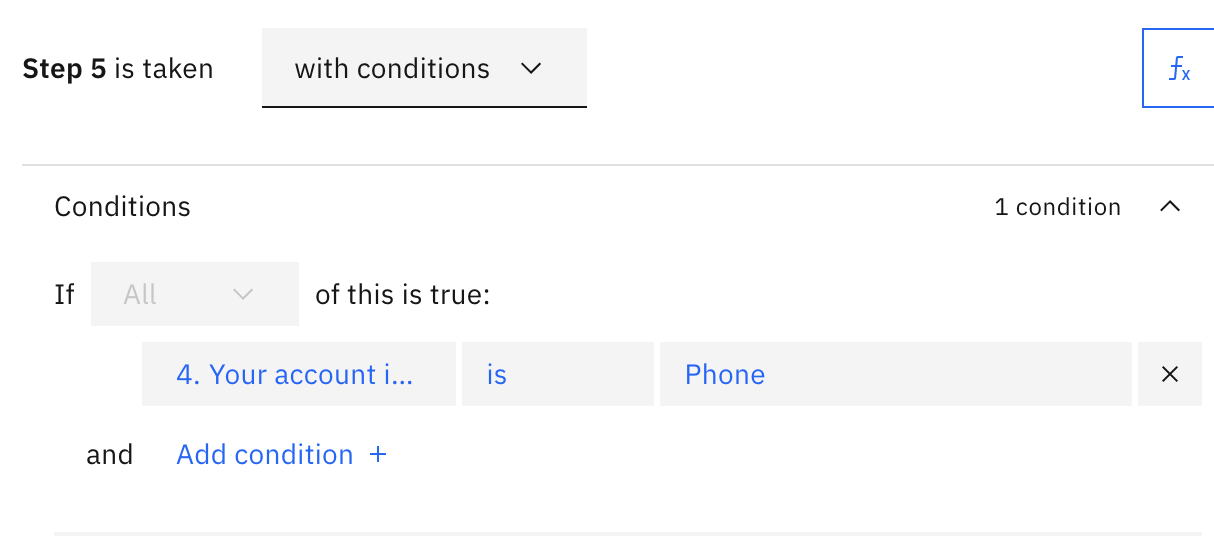 Step 5 is taken with conditions fx
Conditions 1 condition
If All of this is true:
4. Your account i... is Phone
and Add condition +